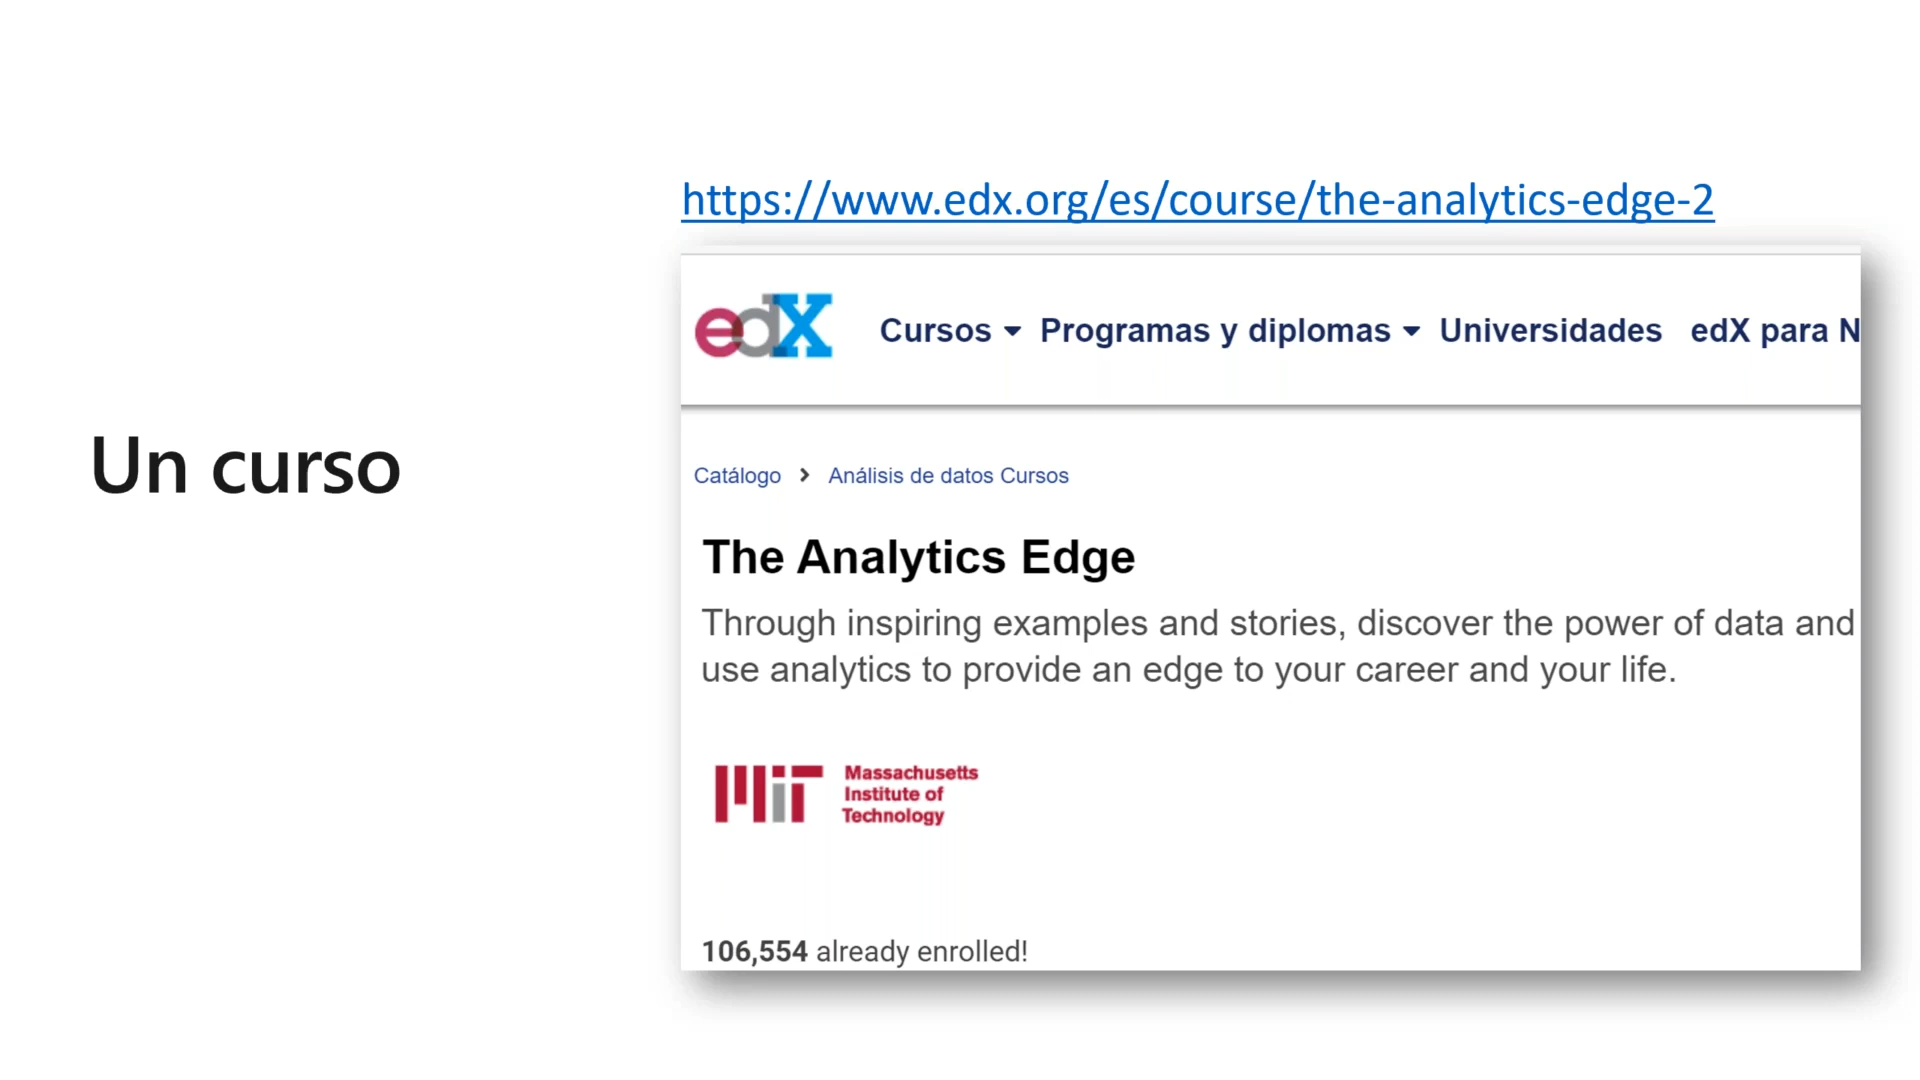 Un curso
https://www.edx.org/es/course/the-analytics-edge-2
edX
Cursos Programas y diplomas Universidades edX para N
Catálogo > Análisis de datos Cursos
The Analytics Edge
Through inspiring examples and stories, discover the power of data and
use analytics to provide an edge to your career and your life.
MIT
Massachusetts
Institute of
Technology
106,554 already enrolled!